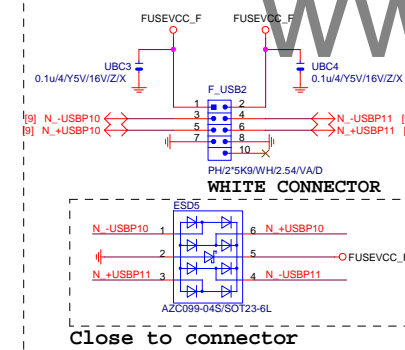 FUSEVCC_F FUSEVCC_F
UBC3 UBC4
0.1u/4/Y5V/16V/Z/X 0.1u/4/Y5V/16V/Z/X
F_USB2
1 2
[9] N_-USBP10 3 4 N_-USBP11
9] N_+USBP10 5 6 N_+USBP11
7 8
10
PH/2*5K9/WH/2.54/VA/D
WHITE CONNECTOR
ESD5
N_-USBP10 1 6 N_+USBP10
2 5 FUSEVCC_
N_+USBP11 3 4 N_-USBP11
AZC099-04S/SOT23-6L
Close to connector